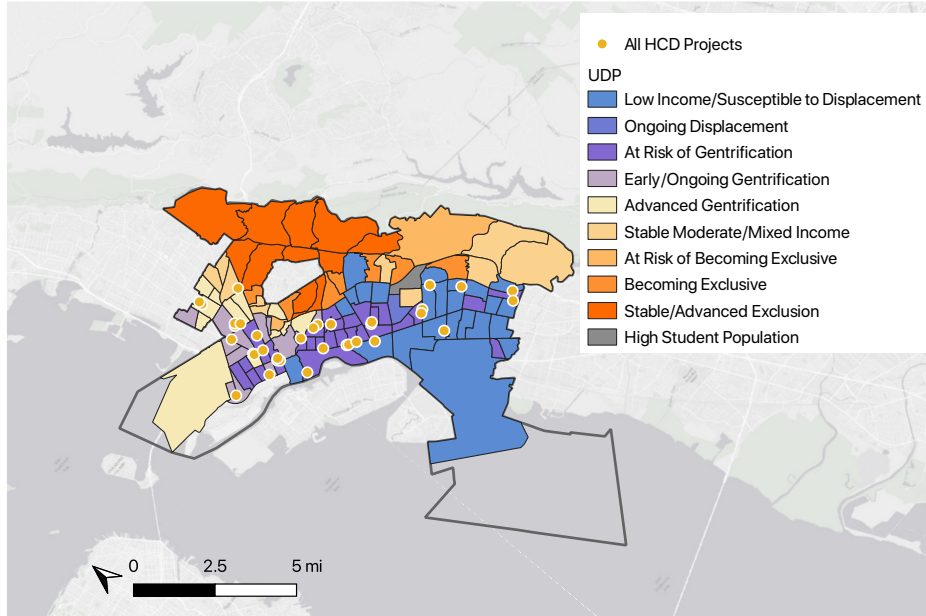 All HCD Projects
UDP
Low Income/Susceptible to Displacement
Ongoing Displacement
At Risk of Gentrification
Early/Ongoing Gentrification
Advanced Gentrification
Stable Moderate/Mixed Income
At Risk of Becoming Exclusive
Becoming Exclusive
Stable/Advanced Exclusion
High Student Population
0 2.5 5 mi